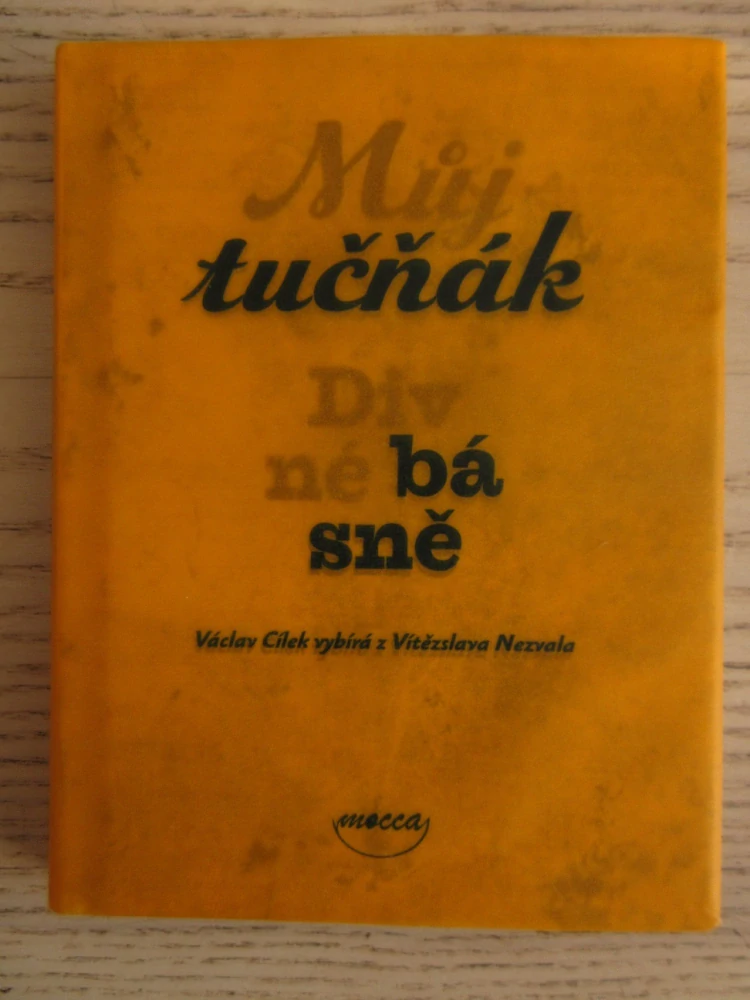 Můj
tučňák
Div
né bá
sně
Václav Cílek vybírá z Vítězslava Nezvala
mocca